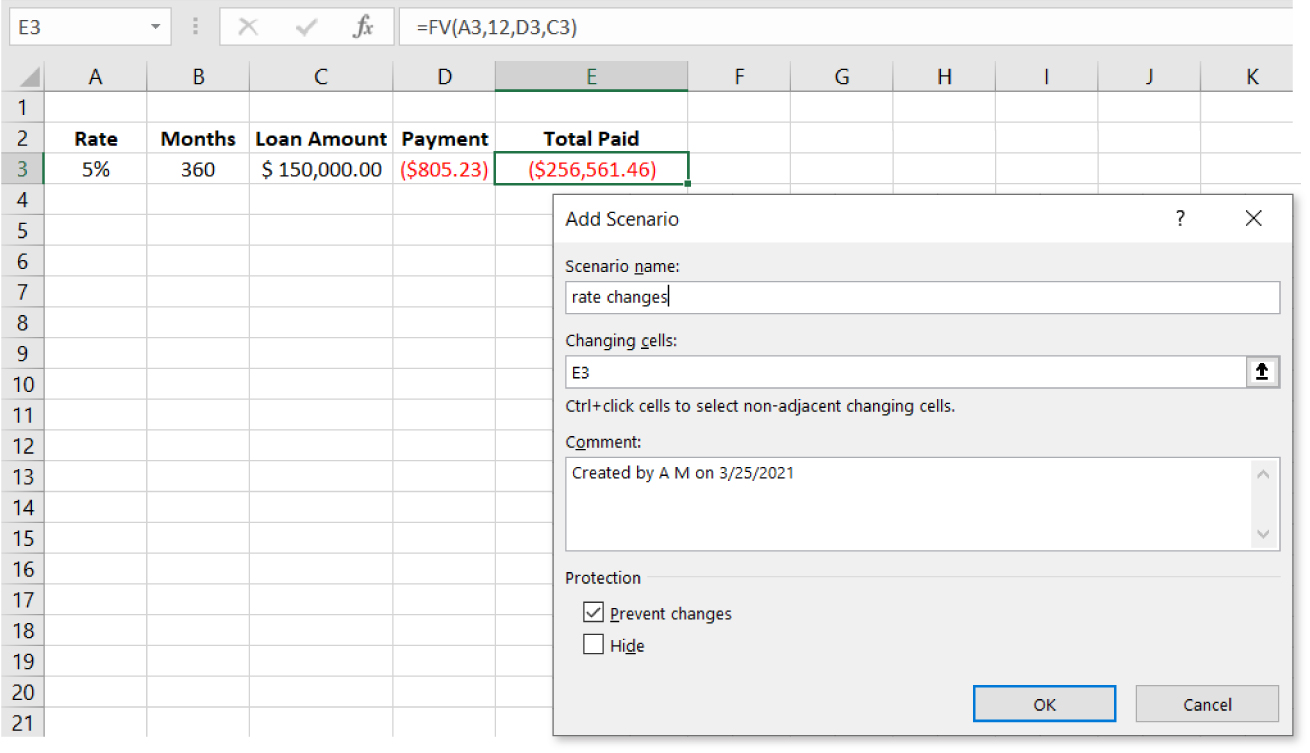 E3 fx =FV(A3,12,D3,C3)
A B C D E F G H I J K
1
2 Rate Months Loan Amount Payment Total Paid
3 5% 360 $ 150,000.00 ($805.23) ($256,561.46)
4
Add Scenario ? 
5
6 Scenario name:
7 rate changes
8
Changing cells:
9
10 E3
11 Ctrl+click cells to select non-adjacent changing cells.
12 Comment:
13 Created by A M on 3/25/2021
14
15
16
Protection
17
Prevent changes
18
Hide
19
20
OK Cancel
21